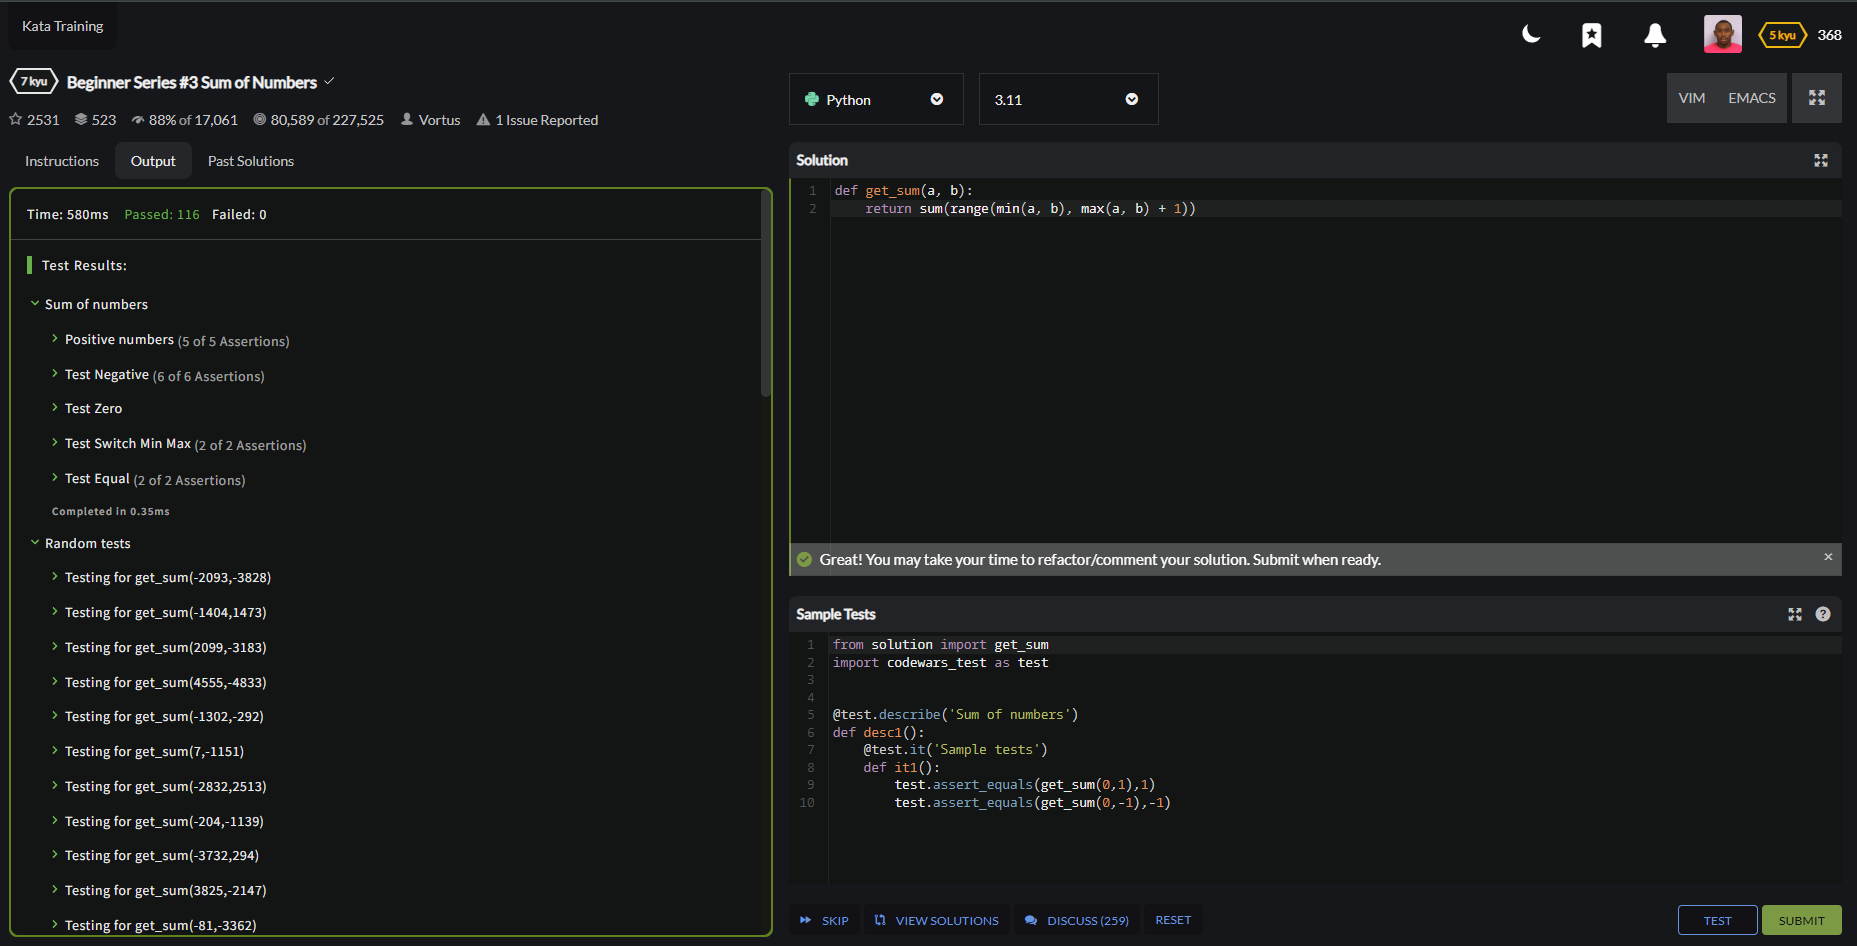 Kata Training
5 kyu 368
7 kyu Beginner Series #3 Sum of Numbers
2531 523 88% of 17,061 80,589 of 227,525 Vortus 1 Issue Reported
Instructions Output Past Solutions
Time: 580ms Passed: 116 Failed: 0
Test Results:
Sum of numbers
Positive numbers (5 of 5 Assertions)
Test Negative (6 of 6 Assertions)
Test Zero
Test Switch Min Max (2 of 2 Assertions)
Test Equal (2 of 2 Assertions)
Completed in 0.35ms
Random tests
Testing for get_sum(-2093,-3828)
Testing for get_sum(-1404,1473)
Testing for get_sum(2099,-3183)
Testing for get_sum(4555,-4833)
Testing for get_sum(-1302,-292)
Testing for get_sum(7,-1151)
Testing for get_sum(-2832,2513)
Testing for get_sum(-204,-1139)
Testing for get_sum(-3732,294)
Testing for get_sum(3825,-2147)
Testing for get_sum(-81,-3362)
Python 3.11 VIM EMACS
Solution
1 def get_sum(a, b):
2     return sum(range(min(a, b), max(a, b) + 1))
Great! You may take your time to refactor/comment your solution. Submit when ready. ×
Sample Tests ?
1 from solution import get_sum
2 import codewars_test as test
3
4
5 @test.describe('Sum of numbers')
6 def desc1():
7     @test.it('Sample tests')
8     def it1():
9         test.assert_equals(get_sum(0,1),1)
10         test.assert_equals(get_sum(0,-1),-1)
SKIP VIEW SOLUTIONS DISCUSS (259) RESET TEST SUBMIT